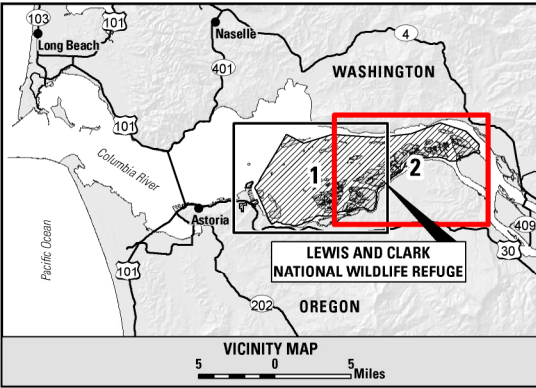 103
101
Long Beach
Naselle
4
WASHINGTON
401
101
Columbia River
1
2
Astoria
Pacific Ocean
LEWIS AND CLARK
NATIONAL WILDLIFE REFUGE
409
30
101
202
OREGON
VICINITY MAP
5 0 5
Miles